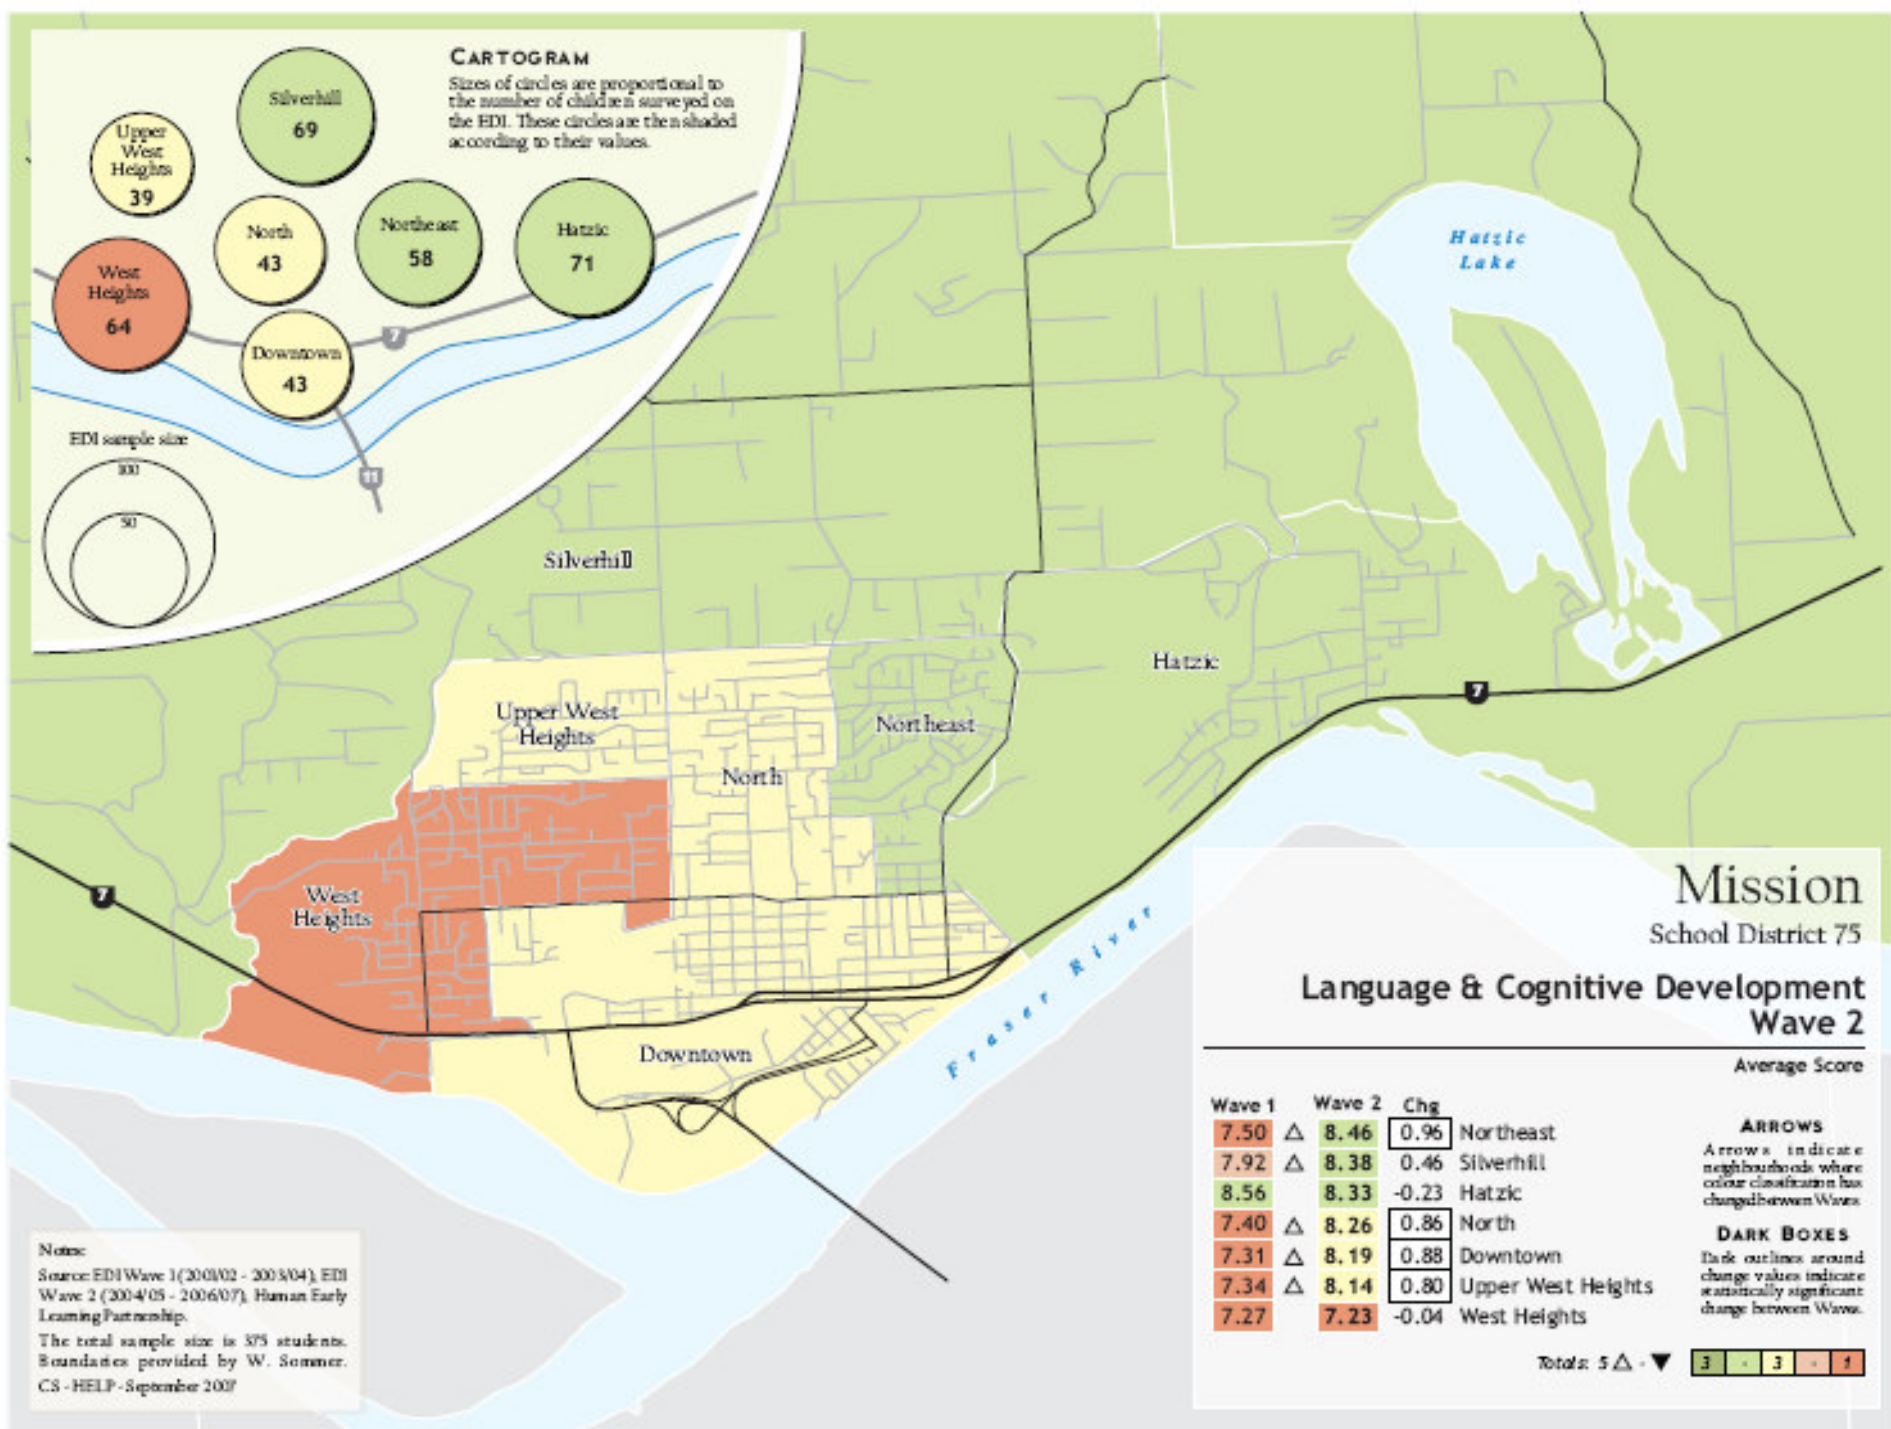 CARTOGRAM
Sizes of circles are proportional to
the number of children surveyed on
the EDI. These circles are then shaded
according to their values.
Silverhill
69
Upper
West
Heights
39
North
43
Northeast
58
Hatzic
71
West
Heights
64
7
Downtown
43
11
EDI sample size
100
50
Hatzic
Lake
Silverhill
Hatzic
7
Upper West
Heights
Northeast
North
7
West
Heights
Downtown
Fraser River
Mission
School District 75
Language & Cognitive Development
Wave 2
Average Score
Wave 1 Wave 2 Chg
7.50 △ 8.46 0.96 Northeast
7.92 △ 8.38 0.46 Silverhill
8.56 8.33 -0.23 Hatzic
7.40 △ 8.26 0.86 North
7.31 △ 8.19 0.88 Downtown
7.34 △ 8.14 0.80 Upper West Heights
7.27 7.23 -0.04 West Heights
ARROWS
Arrows indicate
neighbourhoods where
colour classification has
changed between Waves
DARK BOXES
Dark outlines around
change values indicate
statistically significant
change between Waves.
Totals: 5 △ - ▼ 3 - 3 - 1
Notes:
Source: EDI Wave 1 (2001/02 - 2003/04), EDI
Wave 2 (2004/05 - 2006/07), Human Early
Learning Partnership.
The total sample size is 375 students.
Boundaries provided by W. Sommer.
CS - HELP - September 2007